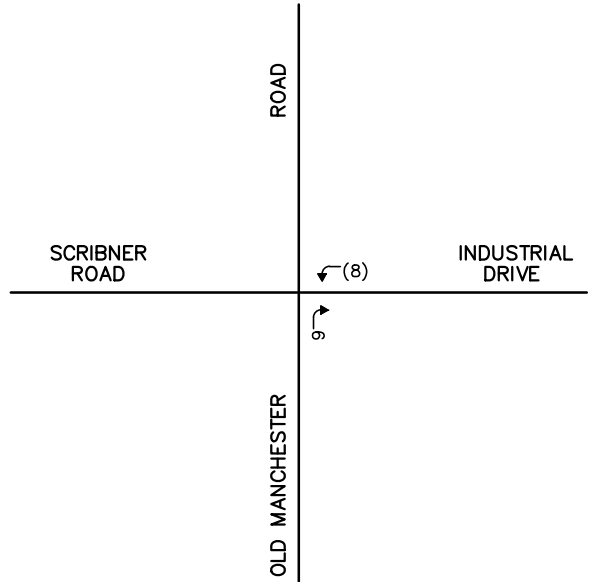 ROAD
SCRIBNER
ROAD
INDUSTRIAL
DRIVE
(8)
9
OLD MANCHESTER